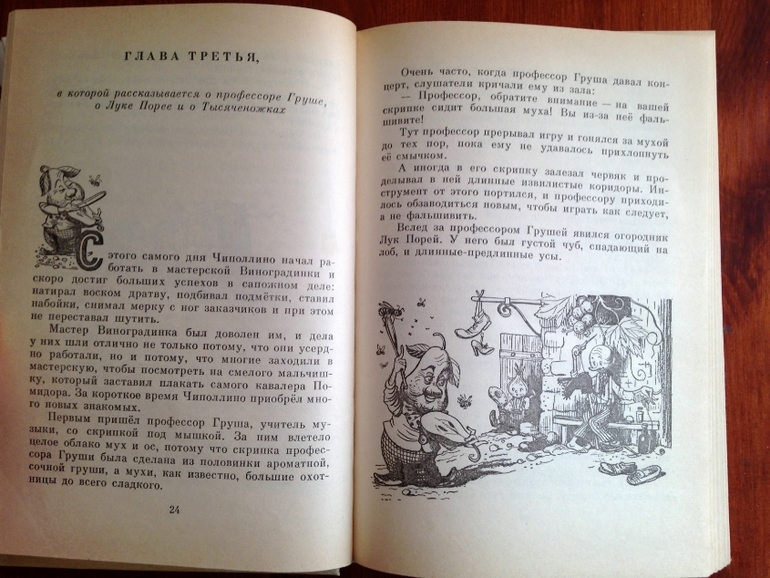 ГЛАВА ТРЕТЬЯ,
в которой рассказывается о профессоре Груше,
о Луке Порее и о Тысяченожках
С этого самого дня Чиполлино начал ра-
ботать в мастерской Виноградинки и
скоро достиг больших успехов в сапожном деле:
натирал воском дратву, подбивал подмётки, ставил
набойки, снимал мерку с ног заказчиков и при этом
не переставал шутить.
Мастер Виноградинка был доволен им, и дела
у них шли отлично не только потому, что они усерд-
но работали, но и потому, что многие заходили в
мастерскую, чтобы посмотреть на смелого мальчиш-
ку, который заставил плакать самого кавалера По-
мидора. За короткое время Чиполлино приобрёл мно-
го новых знакомых.
Первым пришёл профессор Груша, учитель му-
зыки, со скрипкой под мышкой. За ним влетело
целое облако мух и ос, потому что скрипка профес-
сора Груши была сделана из половинки ароматной,
сочной груши, а мухи, как известно, большие охот-
ницы до всего сладкого.
24
Очень часто, когда профессор Груша давал кон-
церт, слушатели кричали ему из зала:
— Профессор, обратите внимание — на вашей
скрипке сидит большая муха! Вы из-за неё фаль-
шивите!
Тут профессор прерывал игру и гонялся за мухой
до тех пор, пока ему не удавалось прихлопнуть
её смычком.
А иногда в его скрипку залезал червяк и про-
делывал в ней длинные извилистые коридоры. Ин-
струмент от этого портился, и профессору приходи-
лось обзаводиться новым, чтобы играть как следует,
а не фальшивить.
Вслед за профессором Грушей явился огородник
Лук Порей. У него был густой чуб, спадающий на
лоб, и длинные-предлинные усы.